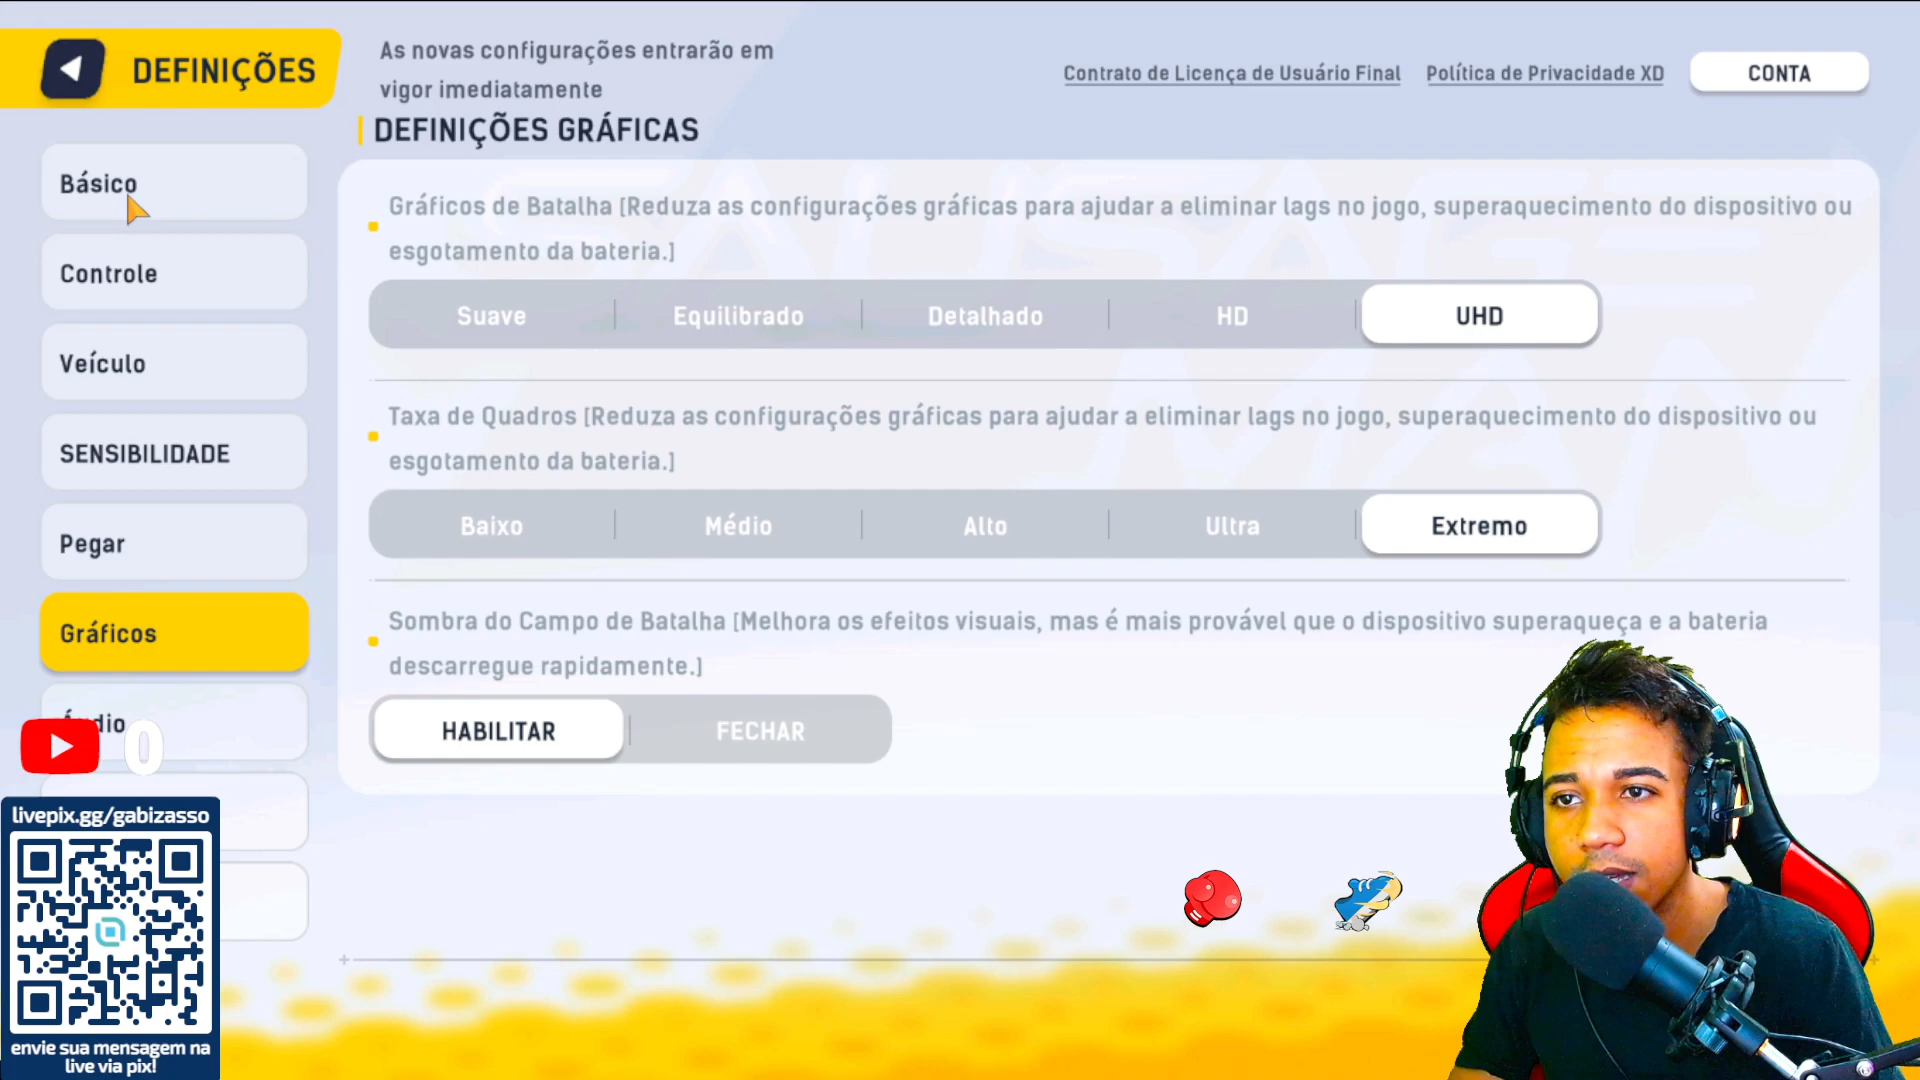 DEFINIÇÕES
As novas configurações entrarão em
vigor imediatamente
Contrato de Licença de Usuário Final
Política de Privacidade XD
CONTA
DEFINIÇÕES GRÁFICAS
Básico
Controle
Veículo
SENSIBILIDADE
Pegar
Gráficos
Áudio
Gráficos de Batalha [Reduza as configurações gráficas para ajudar a eliminar lags no jogo, superaquecimento do dispositivo ou
esgotamento da bateria.]
Suave
Equilibrado
Detalhado
HD
UHD
Taxa de Quadros [Reduza as configurações gráficas para ajudar a eliminar lags no jogo, superaquecimento do dispositivo ou
esgotamento da bateria.]
Baixo
Médio
Alto
Ultra
Extremo
Sombra do Campo de Batalha [Melhora os efeitos visuais, mas é mais provável que o dispositivo superaqueça e a bateria
descarregue rapidamente.]
HABILITAR
FECHAR
SAUSAGE
MAN
0
livepix.gg/gabizasso
envie sua mensagem na
live via pix!